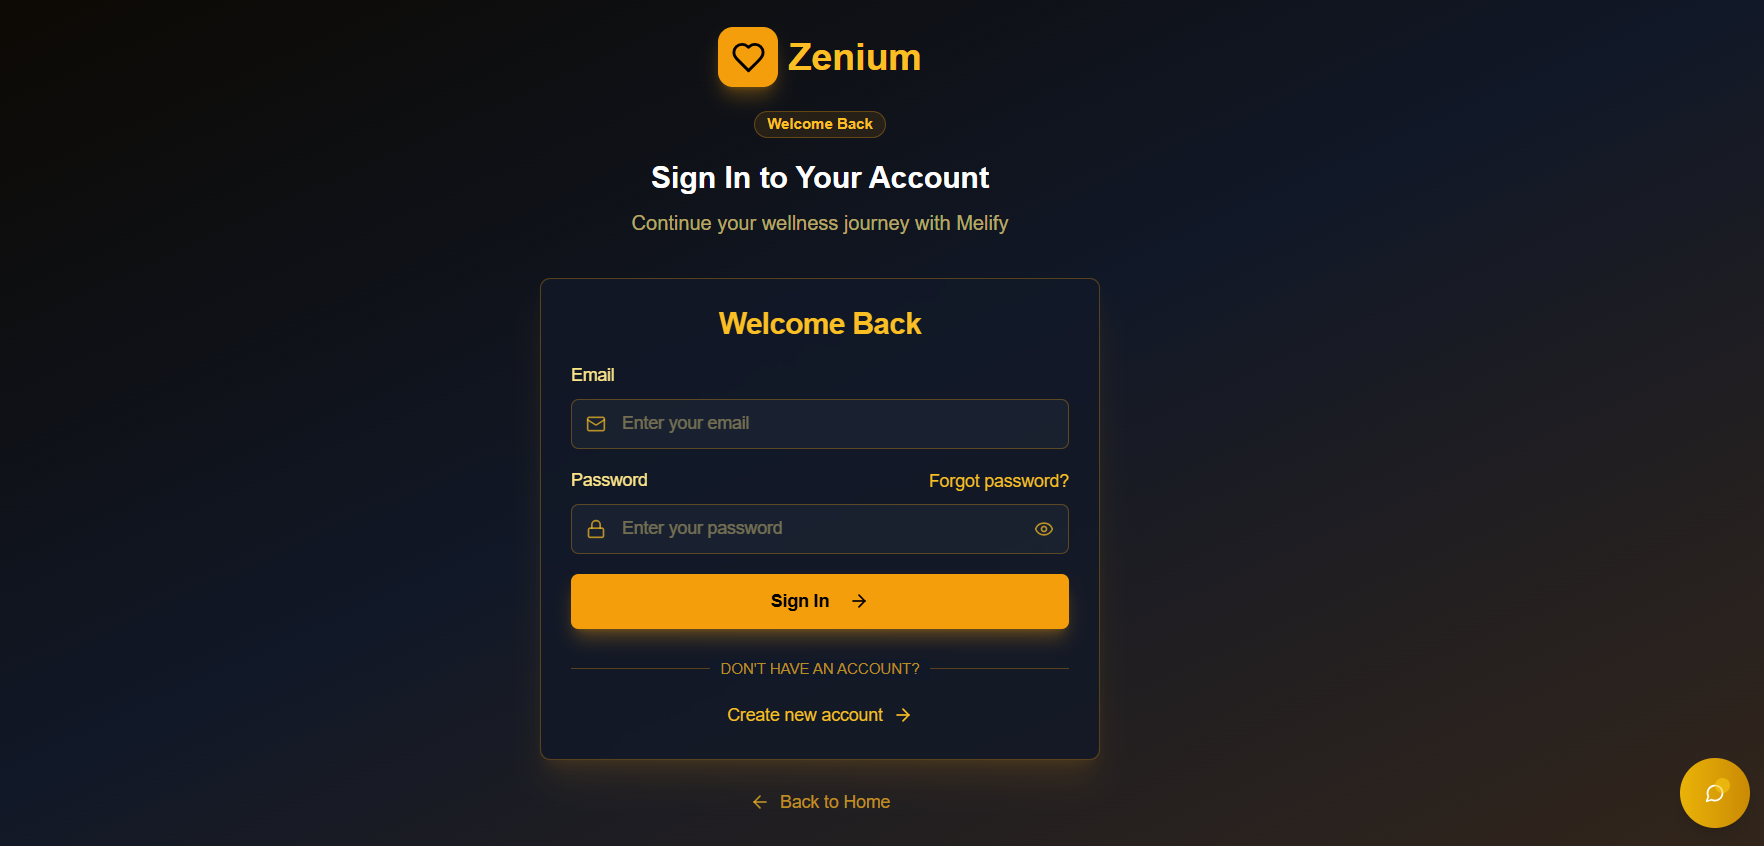 Zenium
Welcome Back
Sign In to Your Account
Continue your wellness journey with Melify
Welcome Back
Email
Enter your email
Password
Forgot password?
Enter your password
Sign In
DON'T HAVE AN ACCOUNT?
Create new account
Back to Home